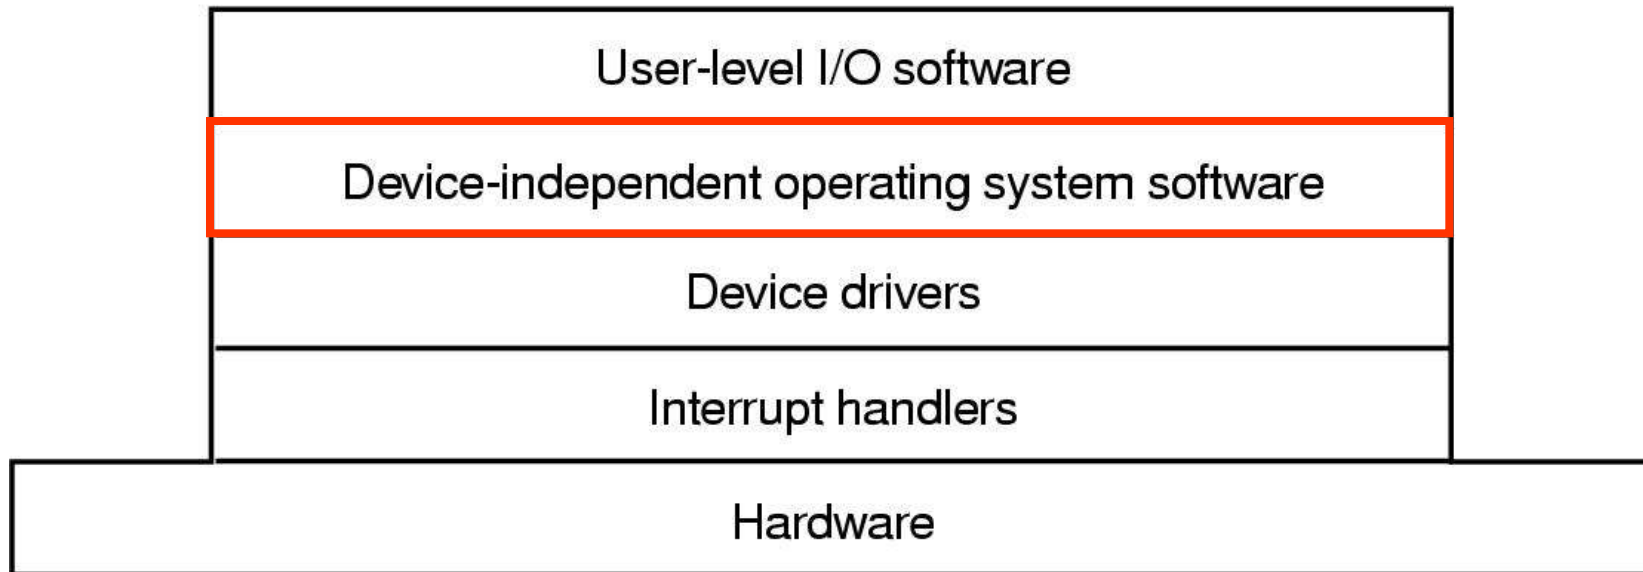 User-level I/O software
Device-independent operating system software
Device drivers
Interrupt handlers
Hardware